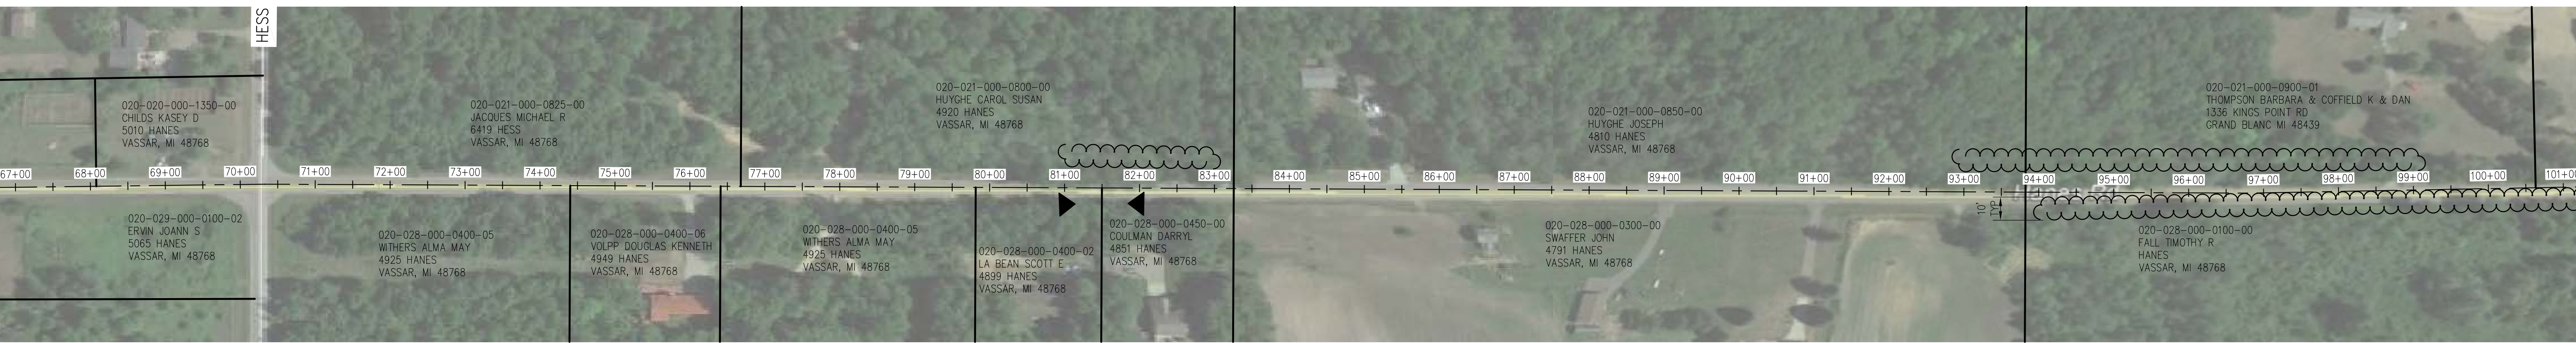 HESS
020-020-000-1350-00
CHILDS KASEY D
5010 HANES
VASSAR, MI 48768
020-021-000-0825-00
JACQUES MICHAEL R
6419 HESS
VASSAR, MI 48768
020-021-000-0800-00
HUYGHE CAROL SUSAN
4920 HANES
VASSAR, MI 48768
020-021-000-0850-00
HUYGHE JOSEPH
4810 HANES
VASSAR, MI 48768
020-021-000-0900-01
THOMPSON BARBARA & COFFIELD K & DAN
1336 KINGS POINT RD
GRAND BLANC MI 48439
67+00 68+00 69+00 70+00 71+00 72+00 73+00 74+00 75+00 76+00 77+00 78+00 79+00 80+00 81+00 82+00 83+00 84+00 85+00 86+00 87+00 88+00 89+00 90+00 91+00 92+00 93+00 94+00 95+00 96+00 97+00 98+00 99+00 100+00 101+0
10'
TYP
020-029-000-0100-02
ERVIN JOANN S
5065 HANES
VASSAR, MI 48768
020-028-000-0400-05
WITHERS ALMA MAY
4925 HANES
VASSAR, MI 48768
020-028-000-0400-06
VOLPP DOUGLAS KENNETH
4949 HANES
VASSAR, MI 48768
020-028-000-0400-05
WITHERS ALMA MAY
4925 HANES
VASSAR, MI 48768
020-028-000-0400-02
LA BEAN SCOTT E
4899 HANES
VASSAR, MI 48768
020-028-000-0450-00
COULMAN DARRYL
4851 HANES
VASSAR, MI 48768
020-028-000-0300-00
SWAFFER JOHN
4791 HANES
VASSAR, MI 48768
020-028-000-0100-00
FALL TIMOTHY R
HANES
VASSAR, MI 48768